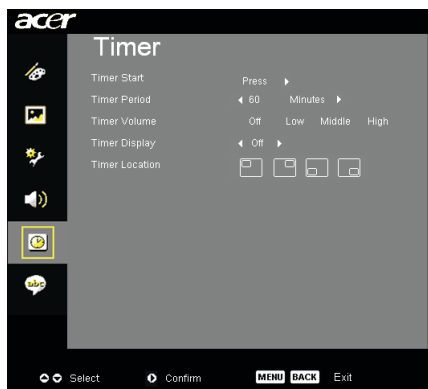 acer
Timer
Timer Start Press
Timer Period 60 Minutes
Timer Volume Off Low Middle High
Timer Display Off
Timer Location
abc
Select Confirm MENU BACK Exit